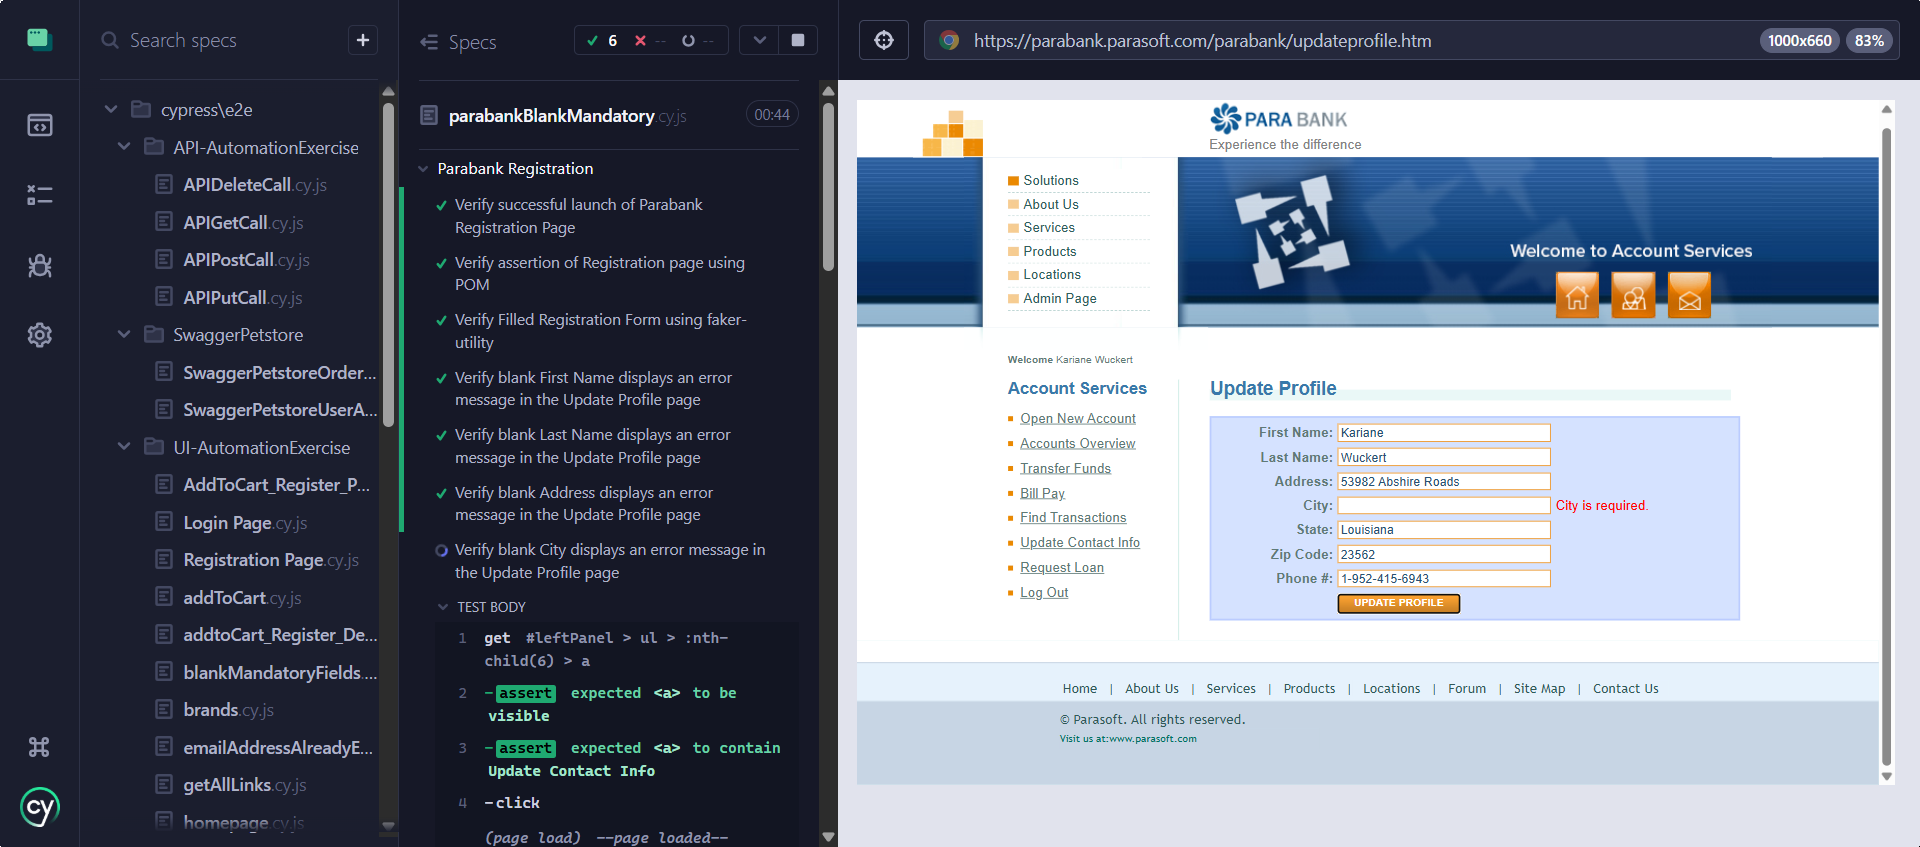 Search specs
+
cypress\e2e
API-AutomationExercise
APIDeleteCall.cy.js
APIGetCall.cy.js
APIPostCall.cy.js
APIPutCall.cy.js
SwaggerPetstore
SwaggerPetstoreOrder...
SwaggerPetstoreUserA...
UI-AutomationExercise
AddToCart_Register_P...
Login Page.cy.js
Registration Page.cy.js
addToCart.cy.js
addtoCart_Register_De...
blankMandatoryFields....
brands.cy.js
emailAddressAlreadyE...
getAllLinks.cy.js
homepage.cy.js
cy
Specs
6 -- --
parabankBlankMandatory.cy.js 00:44
Parabank Registration
Verify successful launch of Parabank
Registration Page
Verify assertion of Registration page using
POM
Verify Filled Registration Form using faker-
utility
Verify blank First Name displays an error
message in the Update Profile page
Verify blank Last Name displays an error
message in the Update Profile page
Verify blank Address displays an error
message in the Update Profile page
Verify blank City displays an error message in
the Update Profile page
TEST BODY
1 get #leftPanel > ul > :nth-
child(6) > a
2 -assert expected <a> to be
visible
3 -assert expected <a> to contain
Update Contact Info
4 -click
(page load) --page loaded--
https://parabank.parasoft.com/parabank/updateprofile.htm 1000x660 83%
PARA BANK
Experience the difference
Solutions
About Us
Services
Products
Locations
Admin Page
Welcome to Account Services
Welcome Kariane Wuckert
Account Services
Open New Account
Accounts Overview
Transfer Funds
Bill Pay
Find Transactions
Update Contact Info
Request Loan
Log Out
Update Profile
First Name: Kariane
Last Name: Wuckert
Address: 53982 Abshire Roads
City: City is required.
State: Louisiana
Zip Code: 23562
Phone #: 1-952-415-6943
UPDATE PROFILE
Home | About Us | Services | Products | Locations | Forum | Site Map | Contact Us
© Parasoft. All rights reserved.
Visit us at:www.parasoft.com